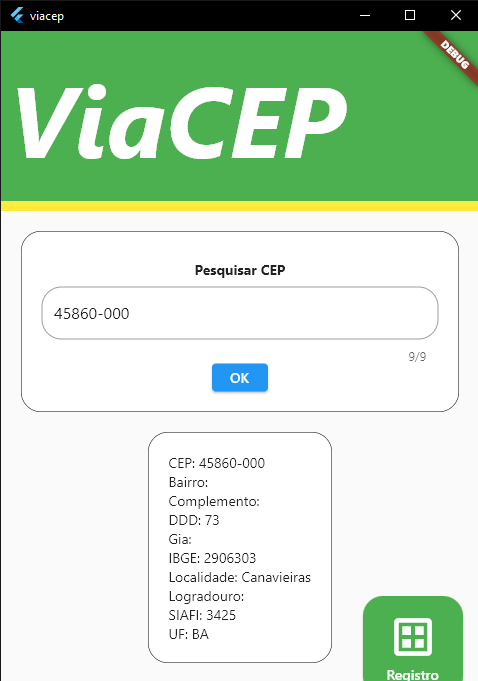 viacep
DEBUG
ViaCEP
Pesquisar CEP
45860-000
9/9
OK
CEP: 45860-000
Bairro:
Complemento:
DDD: 73
Gia:
IBGE: 2906303
Localidade: Canavieiras
Logradouro:
SIAFI: 3425
UF: BA
Registro